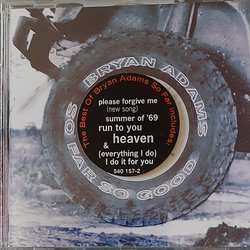 BRYAN ADAMS
SO FAR SO GOOD
The Best Of Bryan Adams So Far includes:
please forgive me
(new song)
summer of '69
run to you
heaven
&
(everything I do)
I do it for you
540 157-2